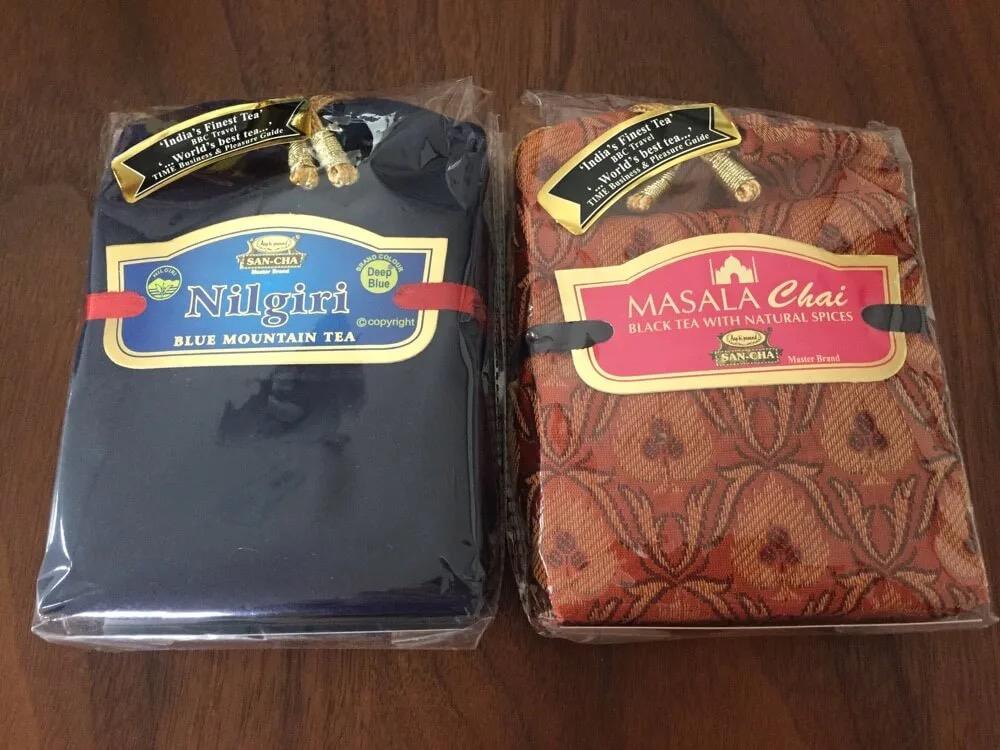 'India's Finest Tea'
BBC Travel
'...World's best tea...'
TIME Business & Pleasure Guide
SAN-CHA
Master Brand
NILGIRI
BRAND COLOUR
Deep
Blue
Nilgiri
©copyright
BLUE MOUNTAIN TEA
'India's Finest Tea'
BBC Travel
'...World's best tea...'
TIME Business & Pleasure Guide
MASALA Chai
BLACK TEA WITH NATURAL SPICES
SAN-CHA
Master Brand